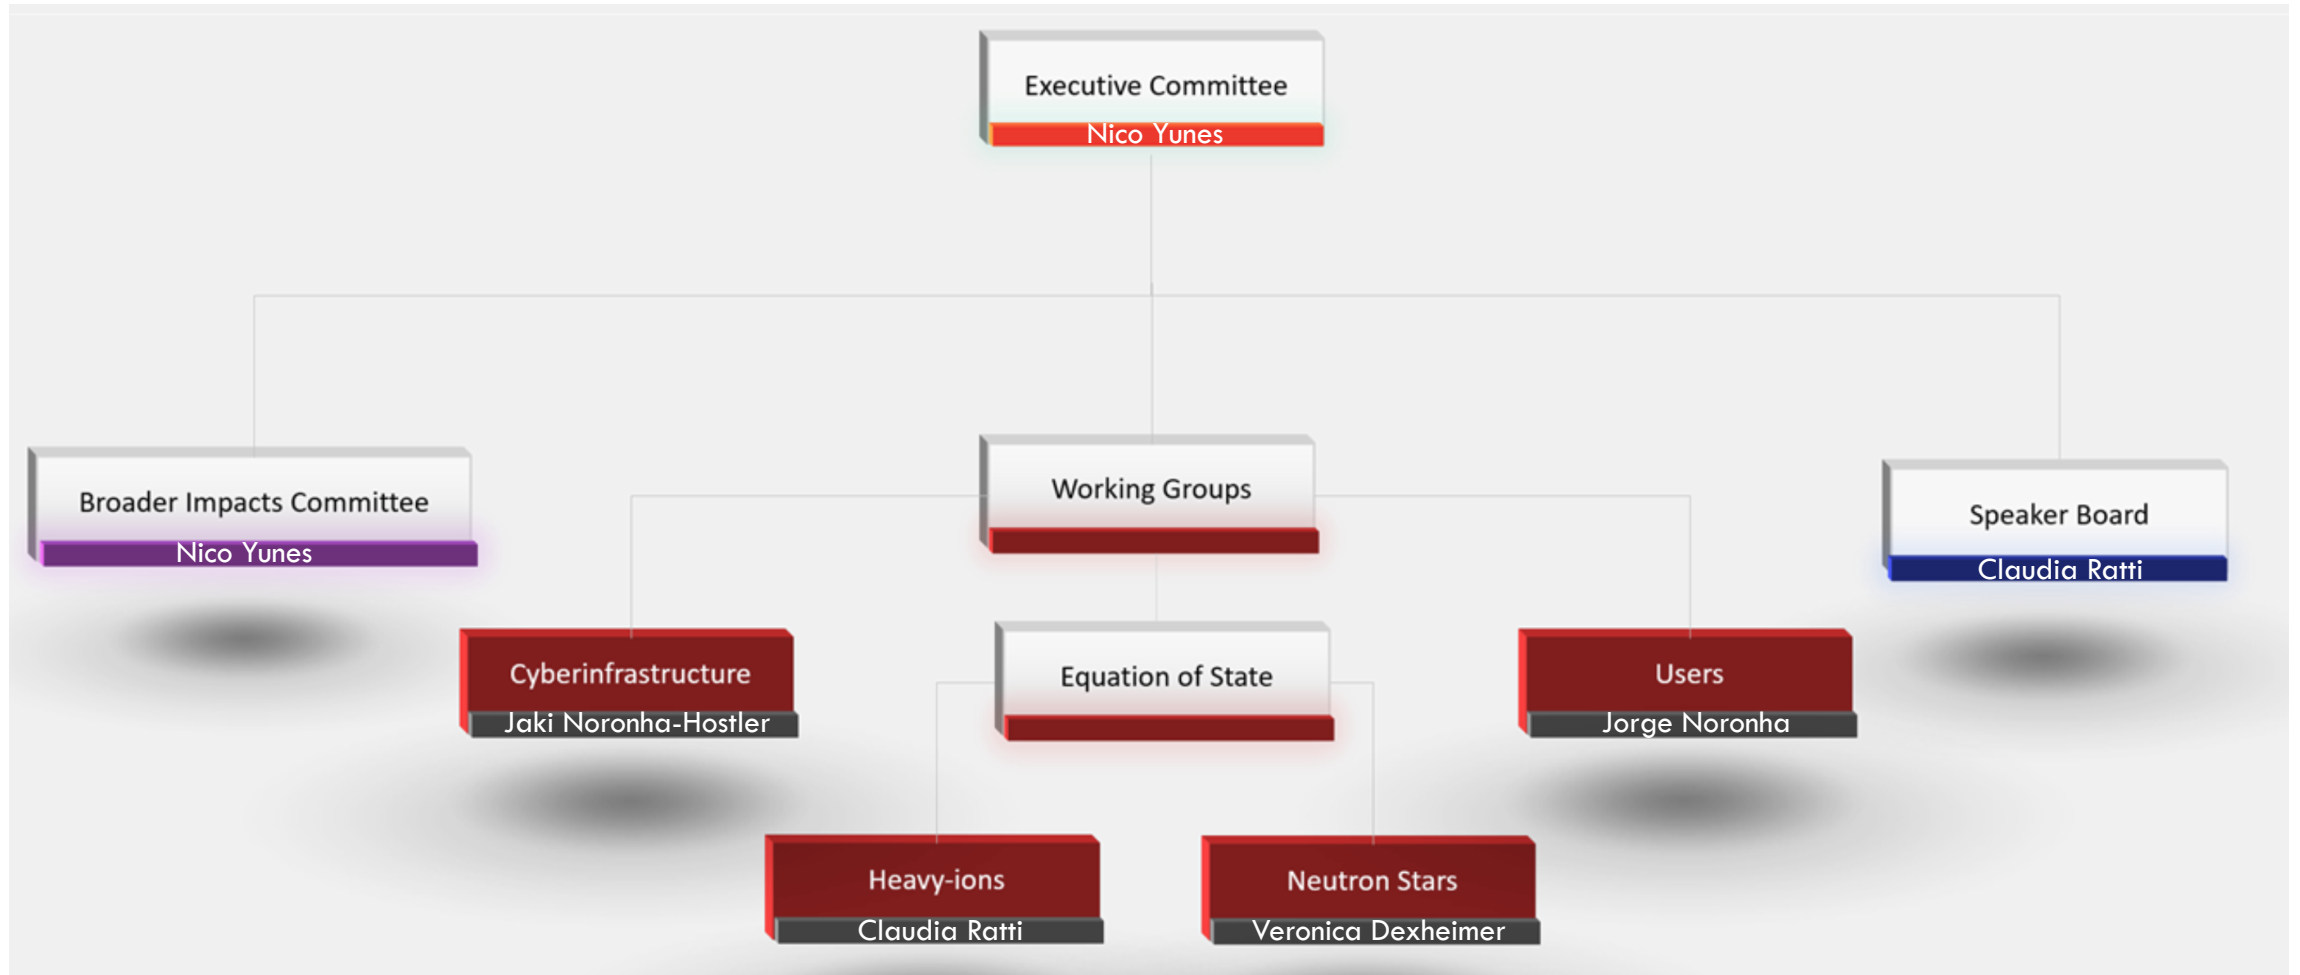 Executive Committee
Nico Yunes
Broader Impacts Committee
Nico Yunes
Working Groups
Speaker Board
Claudia Ratti
Cyberinfrastructure
Jaki Noronha-Hostler
Equation of State
Users
Jorge Noronha
Heavy-ions
Claudia Ratti
Neutron Stars
Veronica Dexheimer